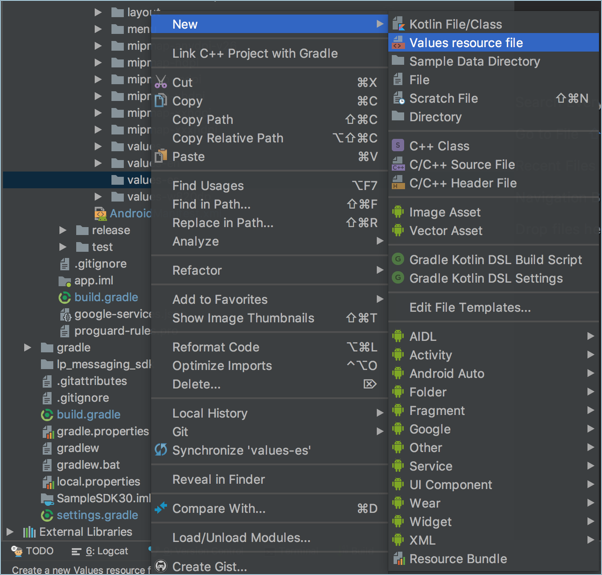 layout
men
mipr
mipr
mipr
mipr
mipr
value
value
value
value
Android
release
test
.gitignore
app.iml
build.gradle
google-service
proguard-rule
gradle
lp_messaging_sd
.gitattributes
.gitignore
build.gradle
gradle.properties
gradlew
gradlew.bat
local.properties
SampleSDK30.iml
settings.gradle
External Libraries
TODO
6: Logcat
Create a new Values resource f
New
Link C++ Project with Gradle
Cut ⌘X
Copy ⌘C
Copy Path ⇧⌘C
Copy Relative Path ⌥⇧⌘C
Paste ⌘V
Find Usages ⌥F7
Find in Path... ⇧⌘F
Replace in Path... ⇧⌘R
Analyze
Refactor
Add to Favorites
Show Image Thumbnails ⇧⌘T
Reformat Code ⌥⌘L
Optimize Imports ^⌥O
Delete... ⌦
Local History
Git
Synchronize 'values-es'
Reveal in Finder
Compare With... ⌘D
Load/Unload Modules...
Create Gist...
Kotlin File/Class
Values resource file
Sample Data Directory
File
Scratch File ⇧⌘N
Directory
C++ Class
C/C++ Source File
C/C++ Header File
Image Asset
Vector Asset
Gradle Kotlin DSL Build Script
Gradle Kotlin DSL Settings
Edit File Templates...
AIDL
Activity
Android Auto
Folder
Fragment
Google
Other
Service
UI Component
Wear
Widget
XML
Resource Bundle